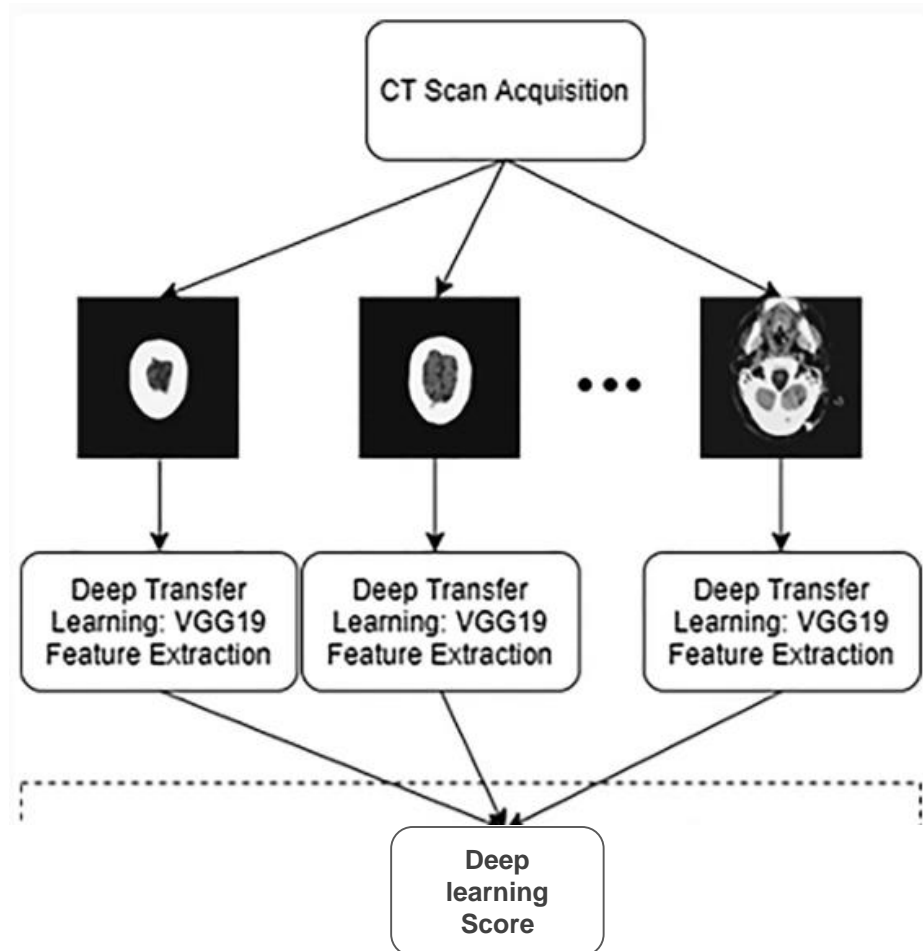 CT Scan Acquisition
Deep Transfer
Learning: VGG19
Feature Extraction
Deep Transfer
Learning: VGG19
Feature Extraction
Deep Transfer
Learning: VGG19
Feature Extraction
Deep
learning
Score